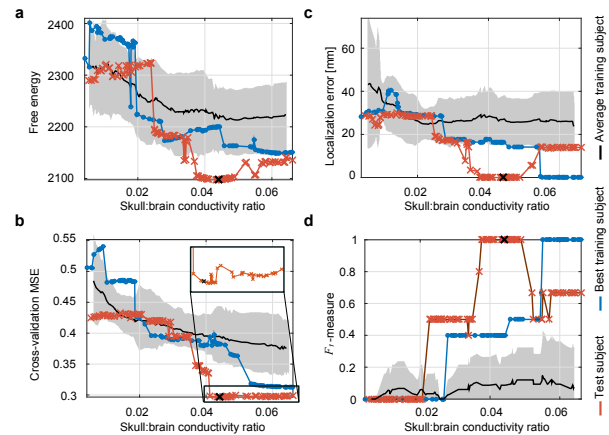 a
Free energy
2400
2300
2200
2100
0.02
0.04
0.06
Skull:brain conductivity ratio
c
Localization error [mm]
60
40
20
0
0.02
0.04
0.06
Skull:brain conductivity ratio
b
Cross-validation MSE
0.55
0.5
0.45
0.4
0.35
0.3
0.02
0.04
0.06
Skull:brain conductivity ratio
d
F₁-measure
1
0.8
0.6
0.4
0.2
0
0.02
0.04
0.06
Skull:brain conductivity ratio
Average training subject
Best training subject
Test subject